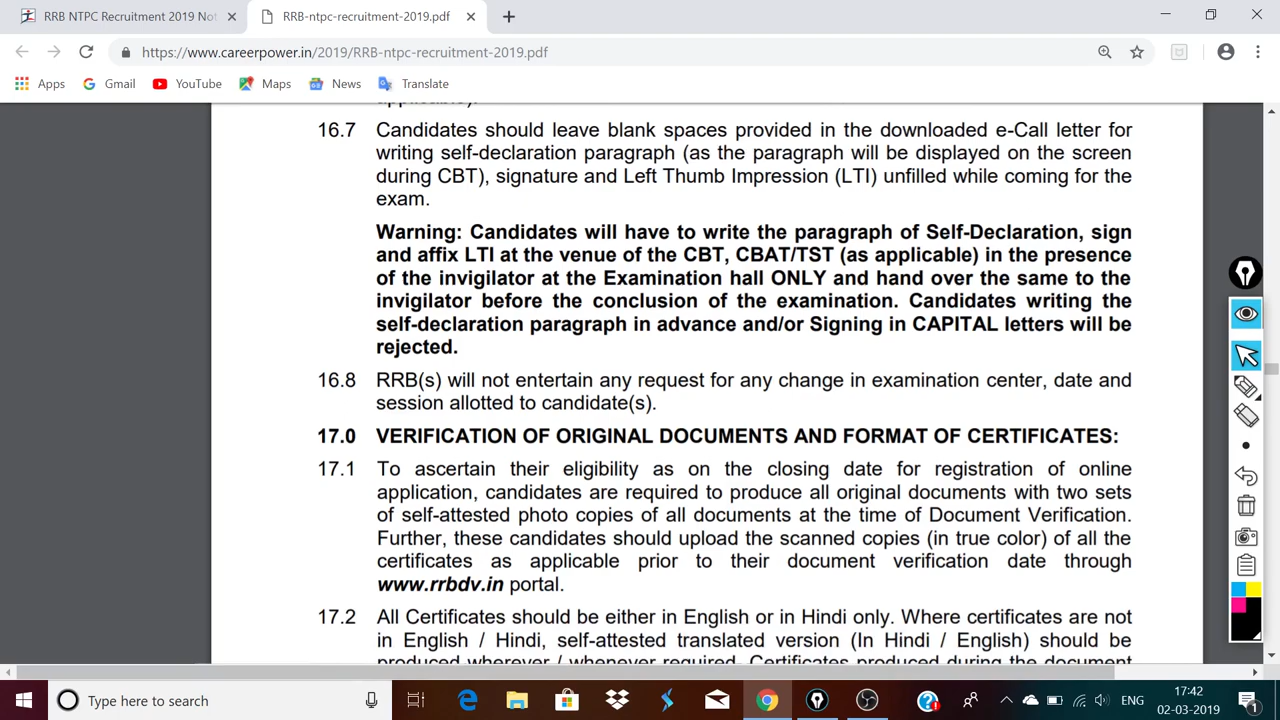 RRB NTPC Recruitment 2019 Not
RRB-ntpc-recruitment-2019.pdf
https://www.careerpower.in/2019/RRB-ntpc-recruitment-2019.pdf
Apps Gmail YouTube Maps News Translate
applicable).
16.7 Candidates should leave blank spaces provided in the downloaded e-Call letter for
writing self-declaration paragraph (as the paragraph will be displayed on the screen
during CBT), signature and Left Thumb Impression (LTI) unfilled while coming for the
exam.
Warning: Candidates will have to write the paragraph of Self-Declaration, sign
and affix LTI at the venue of the CBT, CBAT/TST (as applicable) in the presence
of the invigilator at the Examination hall ONLY and hand over the same to the
invigilator before the conclusion of the examination. Candidates writing the
self-declaration paragraph in advance and/or Signing in CAPITAL letters will be
rejected.
16.8 RRB(s) will not entertain any request for any change in examination center, date and
session allotted to candidate(s).
17.0 VERIFICATION OF ORIGINAL DOCUMENTS AND FORMAT OF CERTIFICATES:
17.1 To ascertain their eligibility as on the closing date for registration of online
application, candidates are required to produce all original documents with two sets
of self-attested photo copies of all documents at the time of Document Verification.
Further, these candidates should upload the scanned copies (in true color) of all the
certificates as applicable prior to their document verification date through
www.rrbdv.in portal.
17.2 All Certificates should be either in English or in Hindi only. Where certificates are not
in English / Hindi, self-attested translated version (In Hindi / English) should be
produced wherever / whenever required. Certificates produced during the document
Type here to search
ENG
17:42
02-03-2019
1